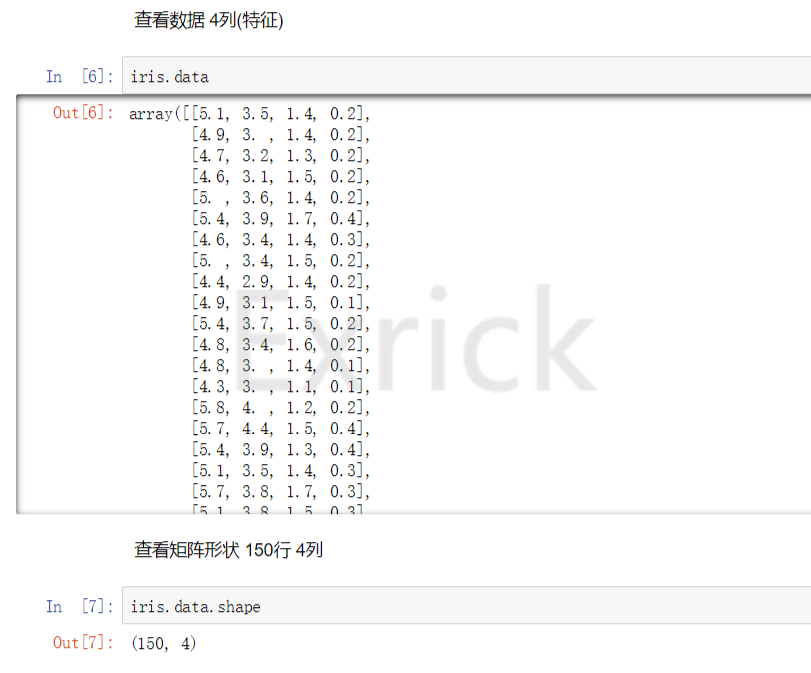 查看数据 4列(特征)
In [6]: iris.data
Out[6]: array([[5.1, 3.5, 1.4, 0.2],
[4.9, 3. , 1.4, 0.2],
[4.7, 3.2, 1.3, 0.2],
[4.6, 3.1, 1.5, 0.2],
[5. , 3.6, 1.4, 0.2],
[5.4, 3.9, 1.7, 0.4],
[4.6, 3.4, 1.4, 0.3],
[5. , 3.4, 1.5, 0.2],
[4.4, 2.9, 1.4, 0.2],
[4.9, 3.1, 1.5, 0.1],
[5.4, 3.7, 1.5, 0.2],
[4.8, 3.4, 1.6, 0.2],
[4.8, 3. , 1.4, 0.1],
[4.3, 3. , 1.1, 0.1],
[5.8, 4. , 1.2, 0.2],
[5.7, 4.4, 1.5, 0.4],
[5.4, 3.9, 1.3, 0.4],
[5.1, 3.5, 1.4, 0.3],
[5.7, 3.8, 1.7, 0.3],
[5.1, 3.8, 1.5, 0.3]
Exrick
查看矩阵形状 150行 4列
In [7]: iris.data.shape
Out[7]: (150, 4)